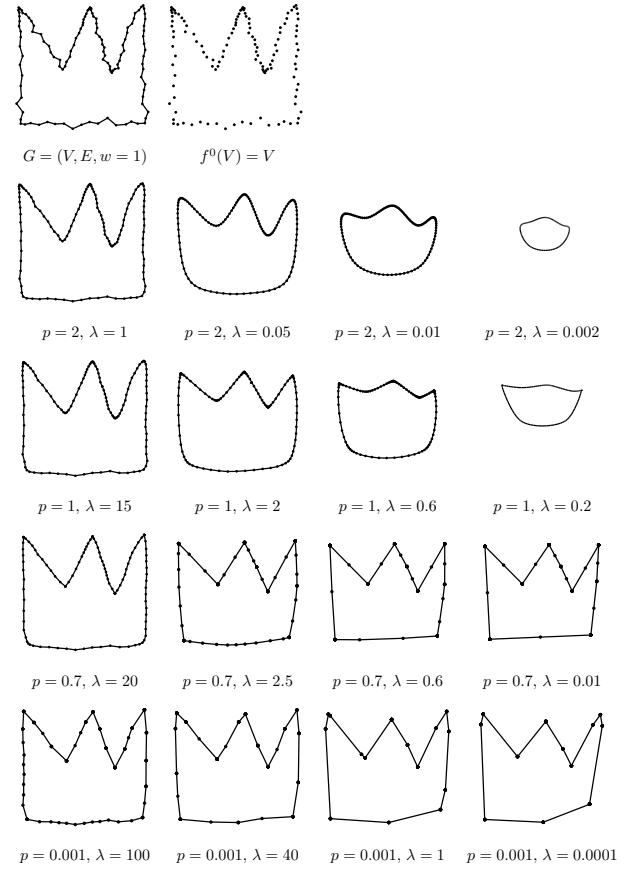 G = (V, E, w = 1) f⁰(V) = V
p = 2, λ = 1 p = 2, λ = 0.05 p = 2, λ = 0.01 p = 2, λ = 0.002
p = 1, λ = 15 p = 1, λ = 2 p = 1, λ = 0.6 p = 1, λ = 0.2
p = 0.7, λ = 20 p = 0.7, λ = 2.5 p = 0.7, λ = 0.6 p = 0.7, λ = 0.01
p = 0.001, λ = 100 p = 0.001, λ = 40 p = 0.001, λ = 1 p = 0.001, λ = 0.0001